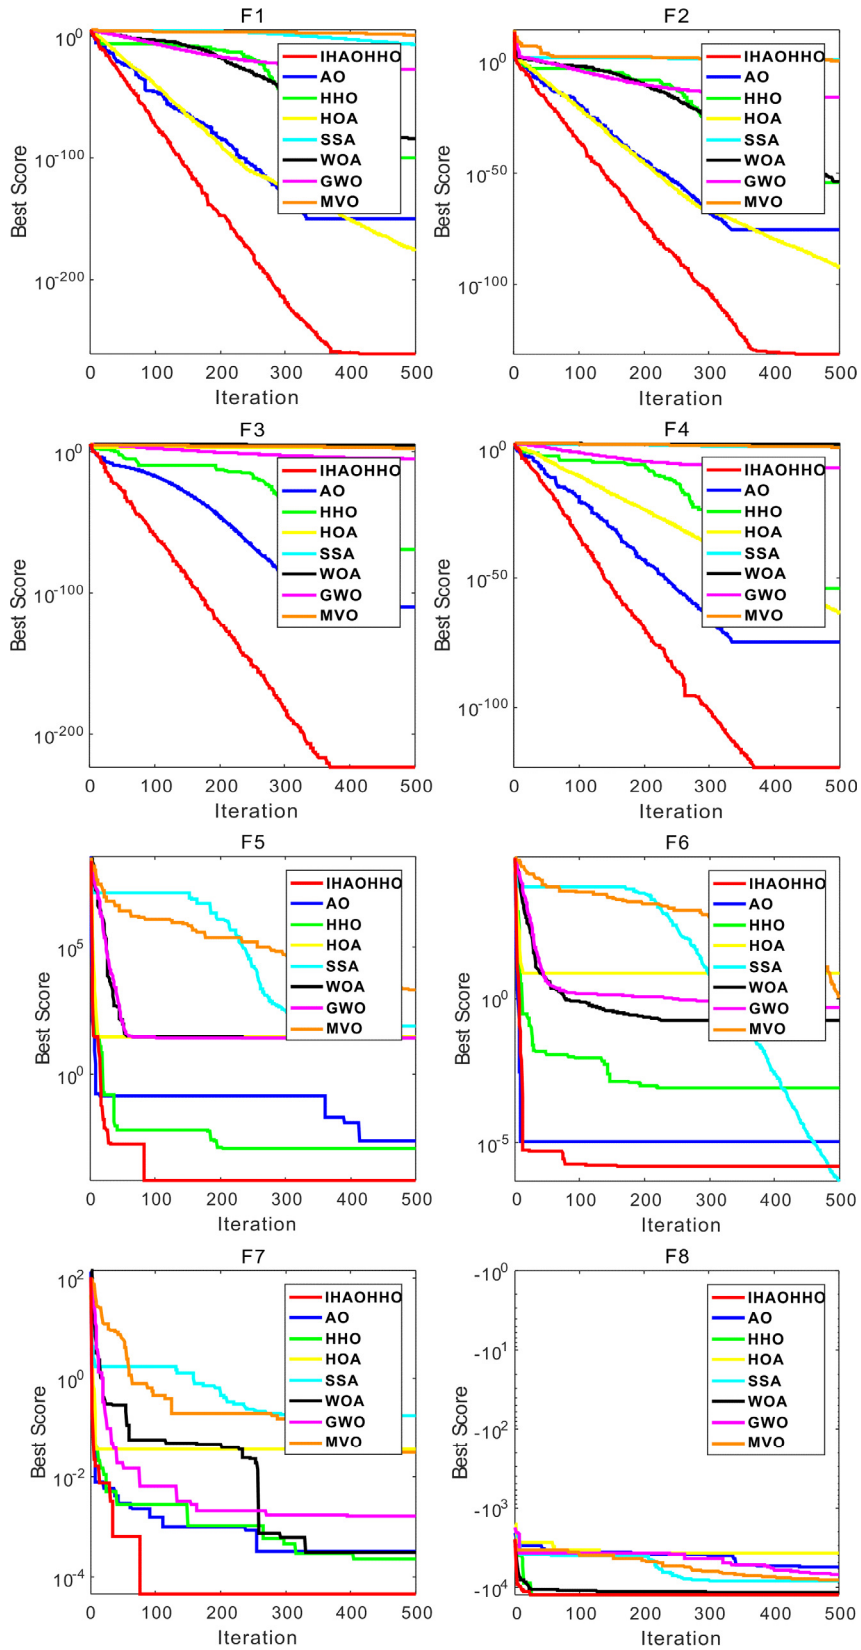 F1
10^0
10^-100
10^-200
Best Score
0 100 200 300 400 500
Iteration
IHAOHHO
AO
HHO
HOA
SSA
WOA
GWO
MVO
F2
10^0
10^-50
10^-100
Best Score
0 100 200 300 400 500
Iteration
IHAOHHO
AO
HHO
HOA
SSA
WOA
GWO
MVO
F3
10^0
10^-100
10^-200
Best Score
0 100 200 300 400 500
Iteration
IHAOHHO
AO
HHO
HOA
SSA
WOA
GWO
MVO
F4
10^0
10^-50
10^-100
Best Score
0 100 200 300 400 500
Iteration
IHAOHHO
AO
HHO
HOA
SSA
WOA
GWO
MVO
F5
10^5
10^0
Best Score
0 100 200 300 400 500
Iteration
IHAOHHO
AO
HHO
HOA
SSA
WOA
GWO
MVO
F6
10^0
10^-5
Best Score
0 100 200 300 400 500
Iteration
IHAOHHO
AO
HHO
HOA
SSA
WOA
GWO
MVO
F7
10^2
10^0
10^-2
10^-4
Best Score
0 100 200 300 400 500
Iteration
IHAOHHO
AO
HHO
HOA
SSA
WOA
GWO
MVO
F8
-10^0
-10^1
-10^2
-10^3
-10^4
Best Score
0 100 200 300 400 500
Iteration
IHAOHHO
AO
HHO
HOA
SSA
WOA
GWO
MVO